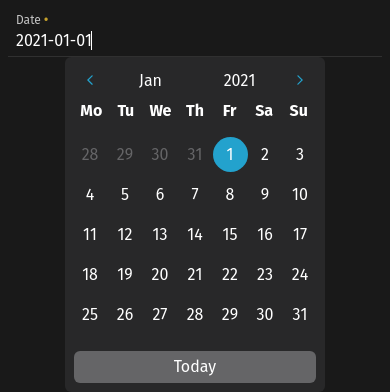 Date •
2021-01-01
‹ Jan 2021 ›
Mo Tu We Th Fr Sa Su
28 29 30 31 1 2 3
4 5 6 7 8 9 10
11 12 13 14 15 16 17
18 19 20 21 22 23 24
25 26 27 28 29 30 31
Today